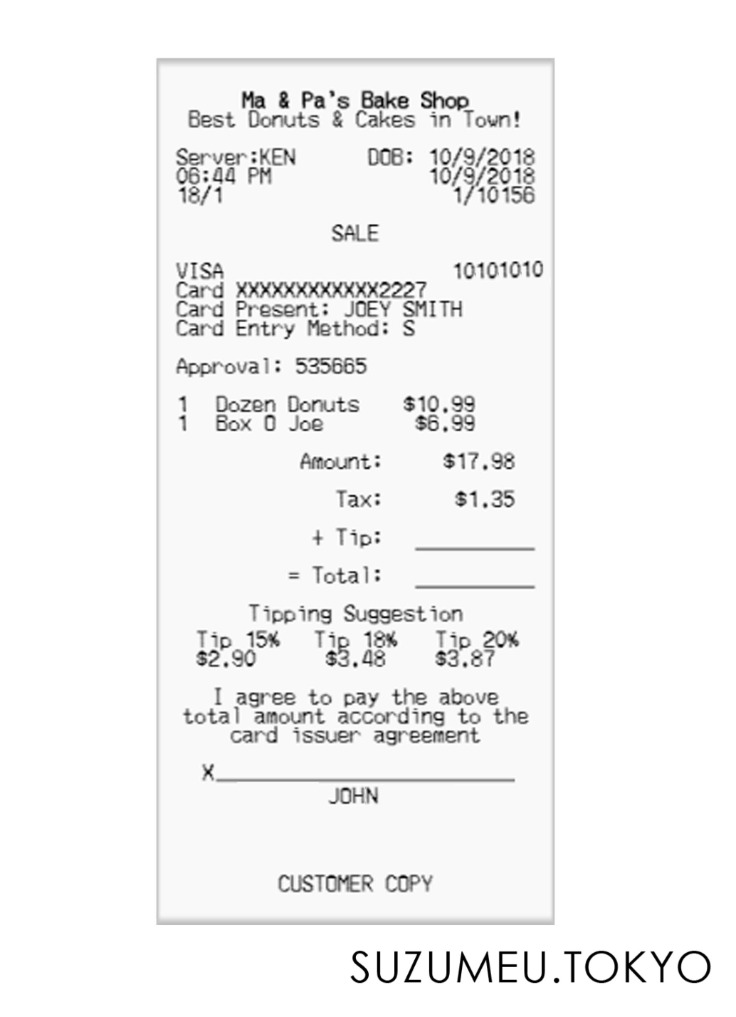 Ma & Pa's Bake Shop
Best Donuts & Cakes in Town!
Server:KEN DOB: 10/9/2018
06:44 PM 10/9/2018
18/1 1/10156
SALE
VISA 10101010
Card XXXXXXXXXXXX2227
Card Present: JOEY SMITH
Card Entry Method: S
Approval: 535665
1 Dozen Donuts $10.99
1 Box O Joe $6.99
Amount: $17.98
Tax: $1.35
+ Tip: __________
= Total: __________
Tipping Suggestion
Tip 15% Tip 18% Tip 20%
$2.90 $3.48 $3.87
I agree to pay the above
total amount according to the
card issuer agreement
X_________________________
JOHN
CUSTOMER COPY
SUZUMEU.TOKYO